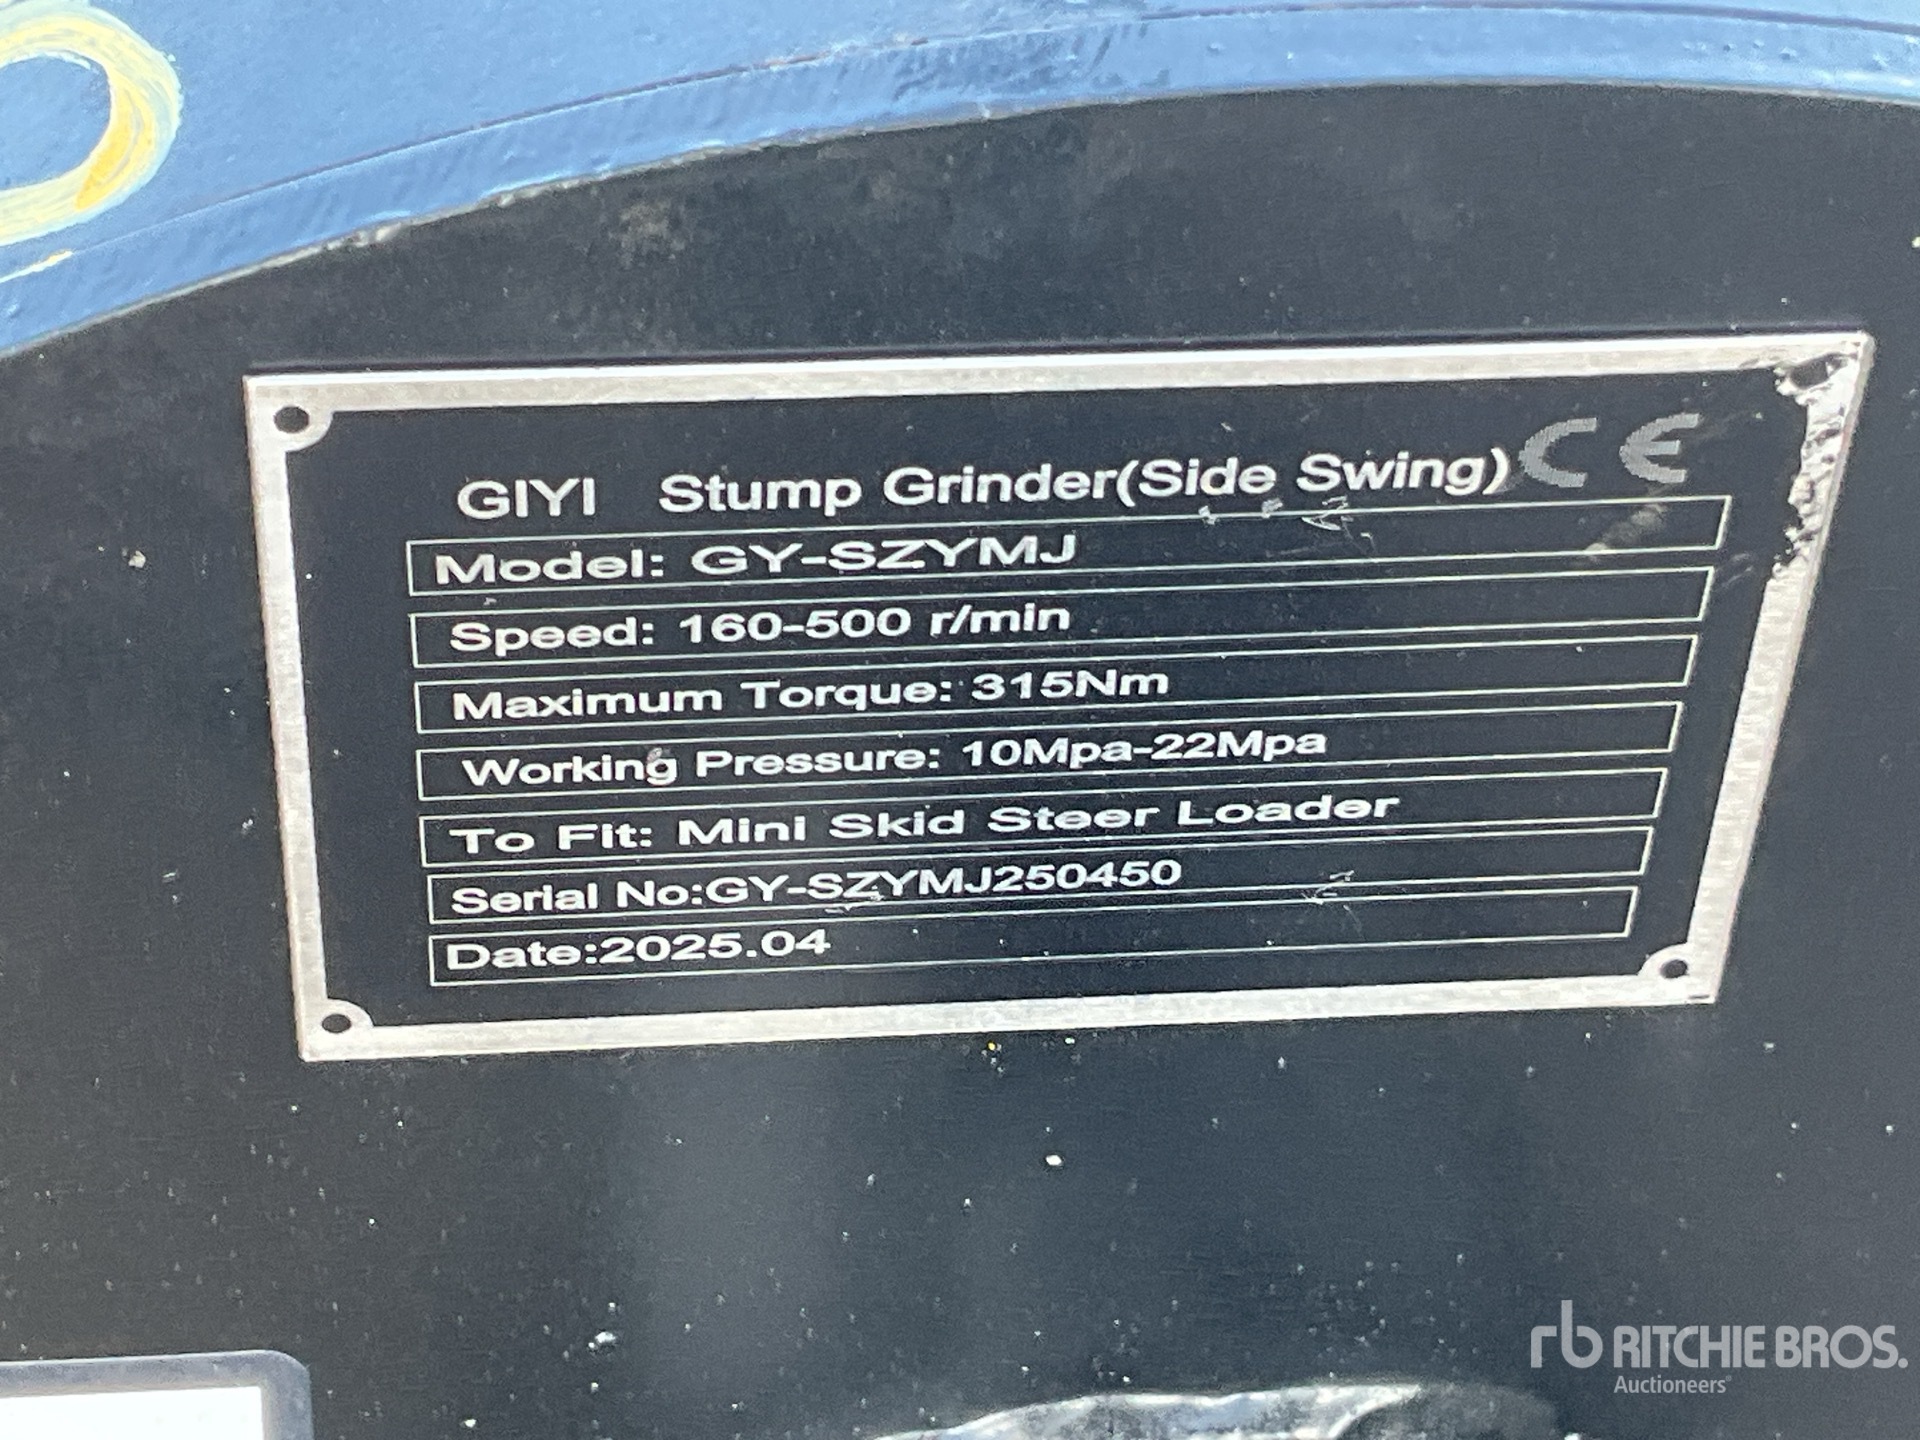 GIYI Stump Grinder(Side Swing) CE
Model: GY-SZYMJ
Speed: 160-500 r/min
Maximum Torque: 315Nm
Working Pressure: 10Mpa-22Mpa
To Fit: Mini Skid Steer Loader
Serial No:GY-SZYMJ250450
Date:2025.04
rb RITCHIE BROS.
Auctioneers